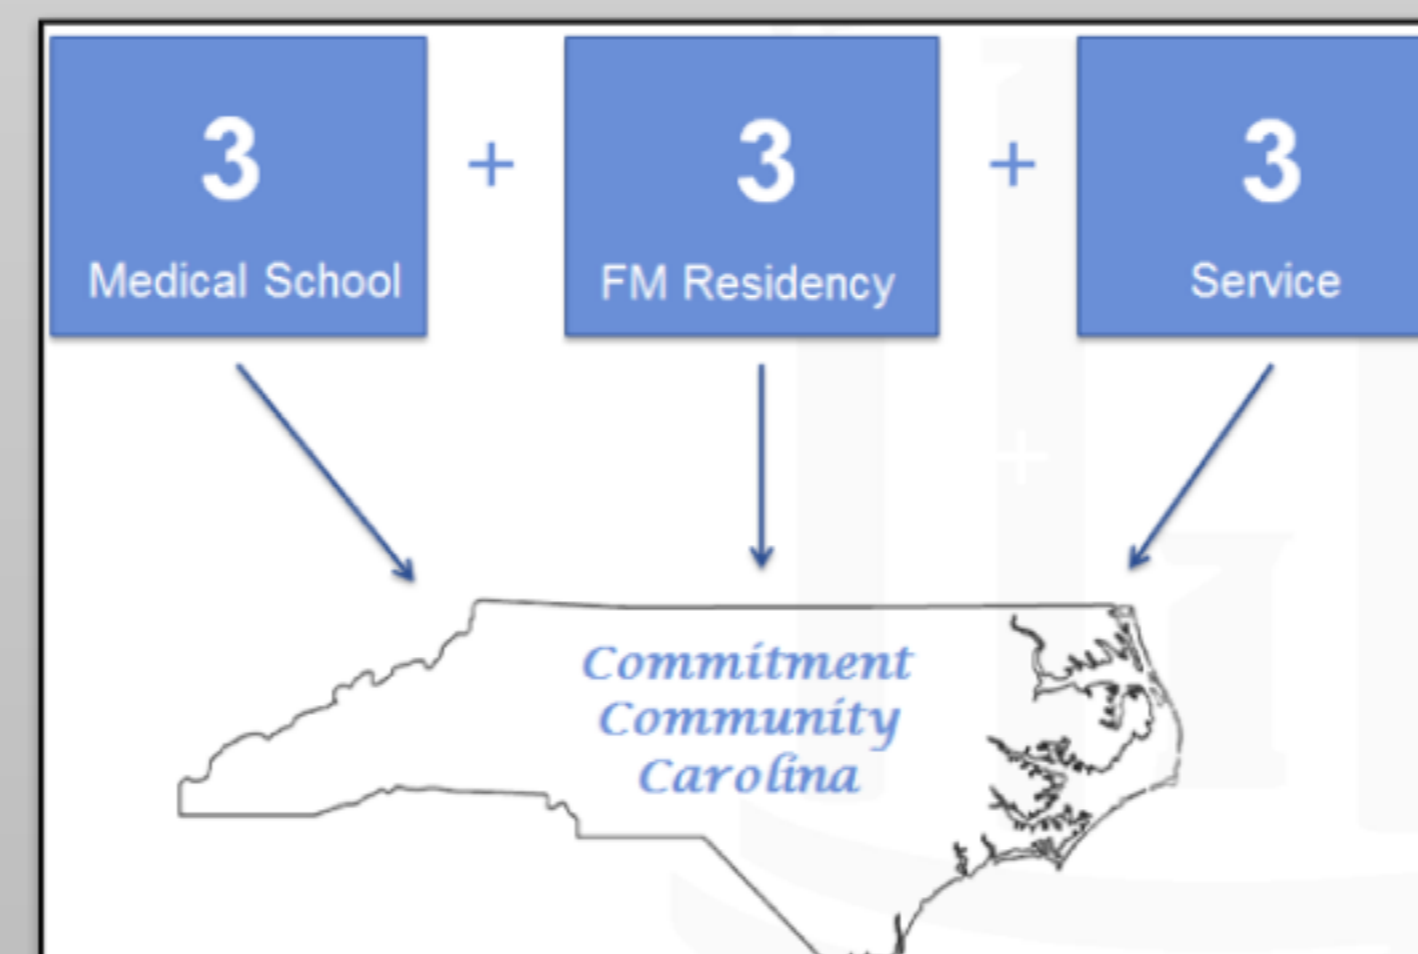 3 + 3 + 3
Medical School FM Residency Service
Commitment
Community
Carolina